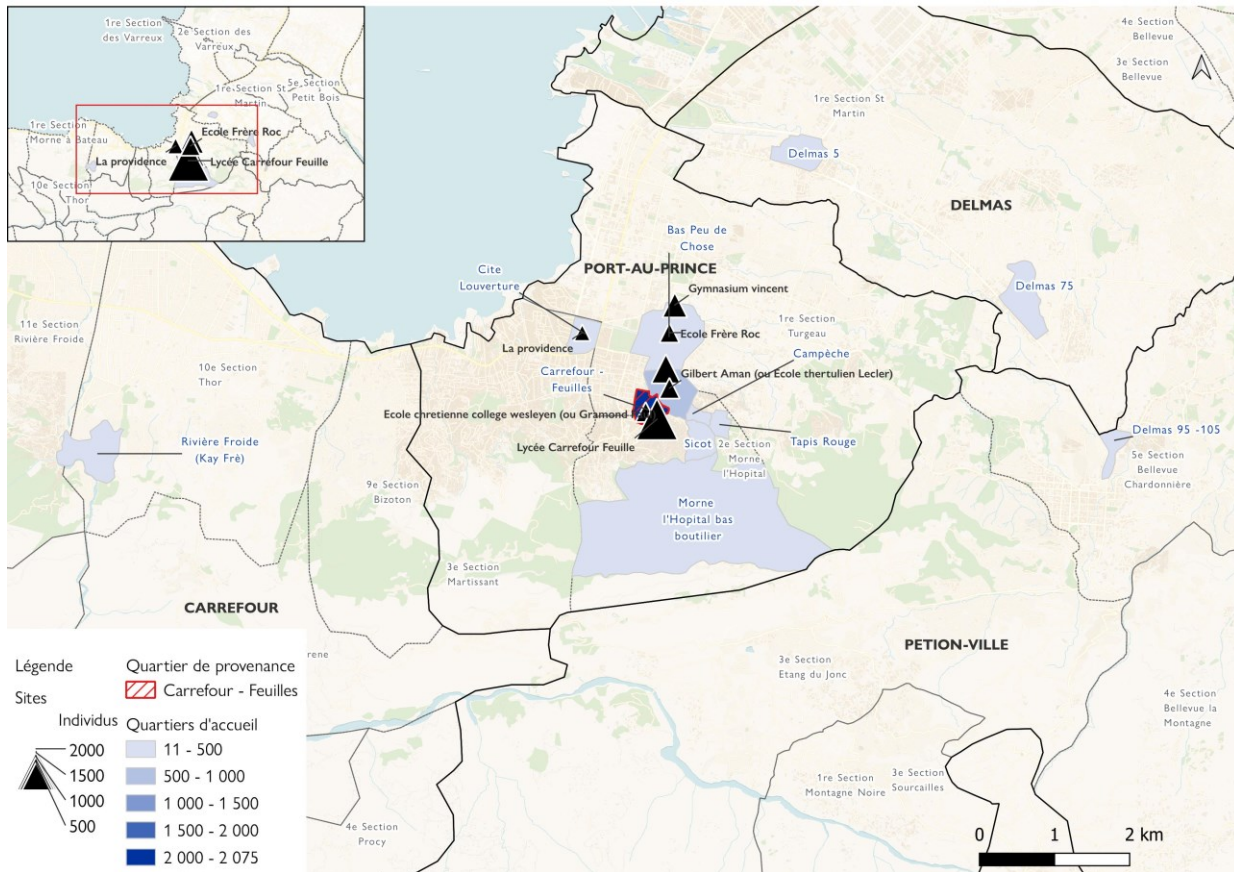 1re Section
des Varreux
2e Section des
Varreux
5e Section
Petit Bois
1re Section St
Martin
1re Section
Morne à Bateau
Ecole Frère Roc
La providence
Lycée Carrefour Feuille
10e Section
Thor
4e Section
Bellevue
3e Section
Bellevue
1re Section St
Martin
Delmas 5
DELMAS
Bas Peu de
Chose
PORT-AU-PRINCE
Cite
Louverture
Gymnasium vincent
Delmas 75
11e Section
Rivière Froide
1re Section
Turgeau
Ecole Frère Roc
La providence
Campèche
10e Section
Thor
Carrefour -
Feuilles
Gilbert Aman (ou Ecole thertulien Lecler)
Ecole chretienne college wesleyen (ou Gramond
Lycée Carrefour Feuille
Sicot
Tapis Rouge
2e Section
Morne
l'Hopital
Delmas 95 -105
5e Section
Bellevue
Chardonnière
Rivière Froide
(Kay Frè)
9e Section
Bizoton
Morne
l'Hopital bas
boutilier
3e Section
Martissant
CARREFOUR
PETION-VILLE
rene
3e Section
Etang du Jonc
4e Section
Bellevue la
Montagne
1re Section
Montagne Noire
3e Section
Sourcailles
4e Section
Procy
Légende
Sites
Individus
2000
1500
1000
500
Quartier de provenance
Carrefour - Feuilles
Quartiers d'accueil
11 - 500
500 - 1 000
1 000 - 1 500
1 500 - 2 000
2 000 - 2 075
0 1 2 km